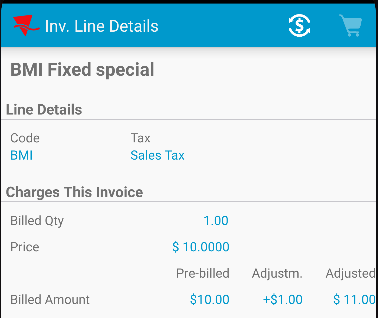 Inv. Line Details
BMI Fixed special
Line Details
Code Tax
BMI Sales Tax
Charges This Invoice
Billed Qty 1.00
Price $ 10.0000
Pre-billed Adjustm. Adjusted
Billed Amount $10.00 +$1.00 $ 11.00